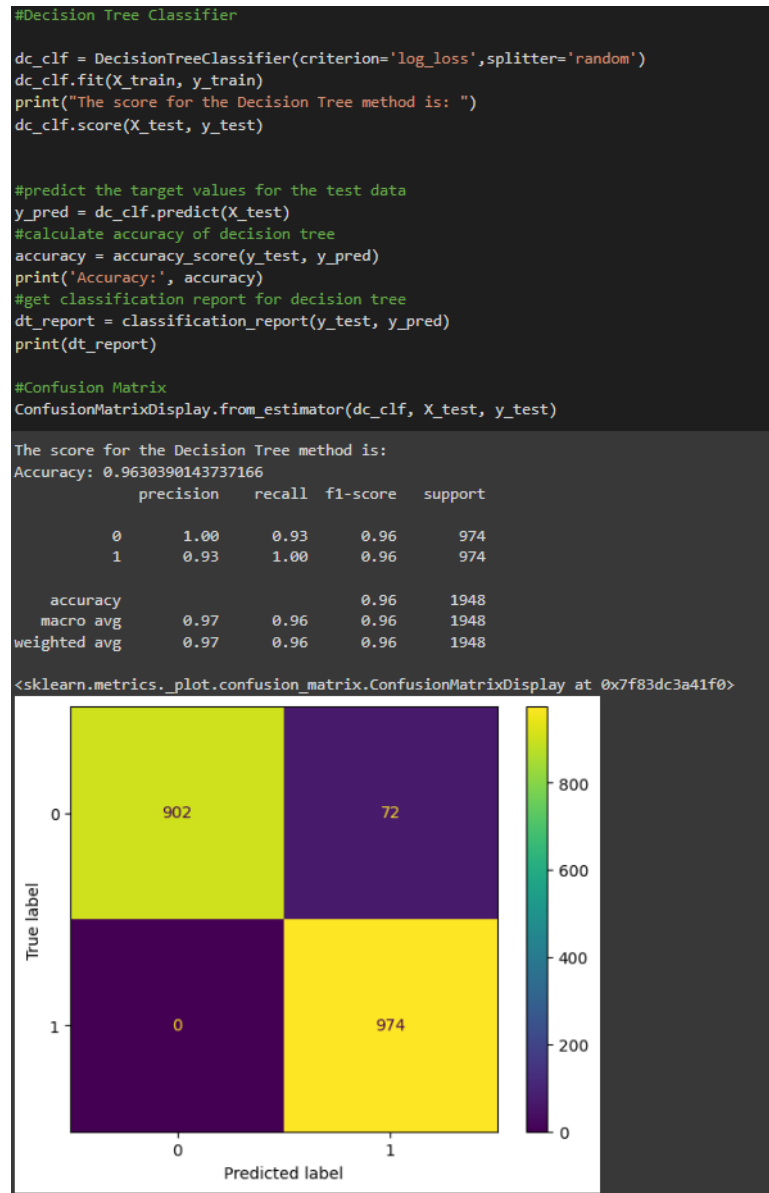 #Decision Tree Classifier
dc_clf = DecisionTreeClassifier(criterion='log_loss',splitter='random')
dc_clf.fit(X_train, y_train)
print("The score for the Decision Tree method is: ")
dc_clf.score(X_test, y_test)
#predict the target values for the test data
y_pred = dc_clf.predict(X_test)
#calculate accuracy of decision tree
accuracy = accuracy_score(y_test, y_pred)
print('Accuracy:', accuracy)
#get classification report for decision tree
dt_report = classification_report(y_test, y_pred)
print(dt_report)
#Confusion Matrix
ConfusionMatrixDisplay.from_estimator(dc_clf, X_test, y_test)
The score for the Decision Tree method is:
Accuracy: 0.9630390143737166
precision recall f1-score support
0 1.00 0.93 0.96 974
1 0.93 1.00 0.96 974
accuracy 0.96 1948
macro avg 0.97 0.96 0.96 1948
weighted avg 0.97 0.96 0.96 1948
<sklearn.metrics._plot.confusion_matrix.ConfusionMatrixDisplay at 0x7f83dc3a41f0>
800
0 902 72
600
True label
400
1 0 974
200
0
0 1
Predicted label